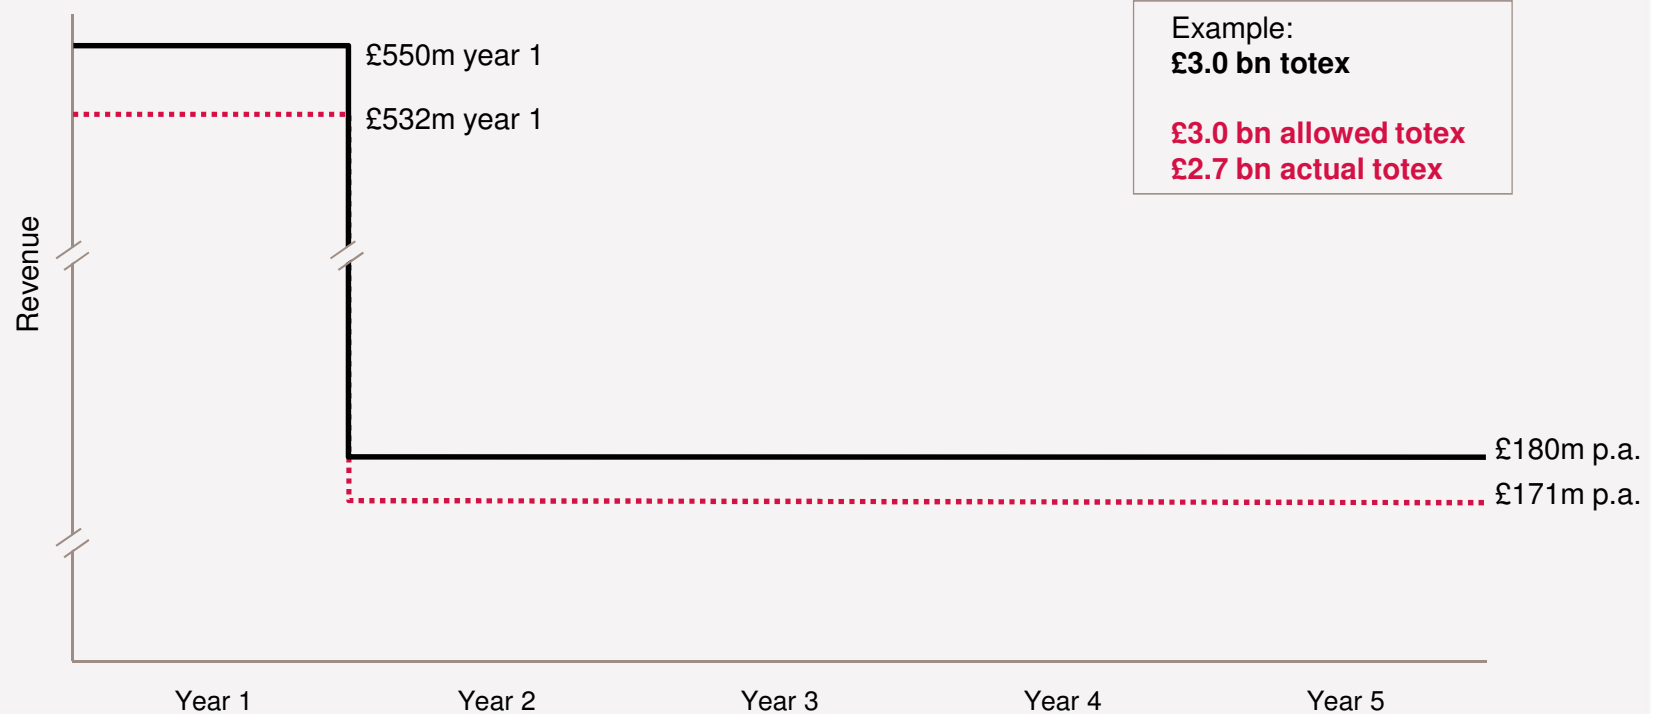 Example:
£3.0 bn totex
£3.0 bn allowed totex
£2.7 bn actual totex
£550m year 1
£532m year 1
Revenue
£180m p.a.
£171m p.a.
Year 1
Year 2
Year 3
Year 4
Year 5